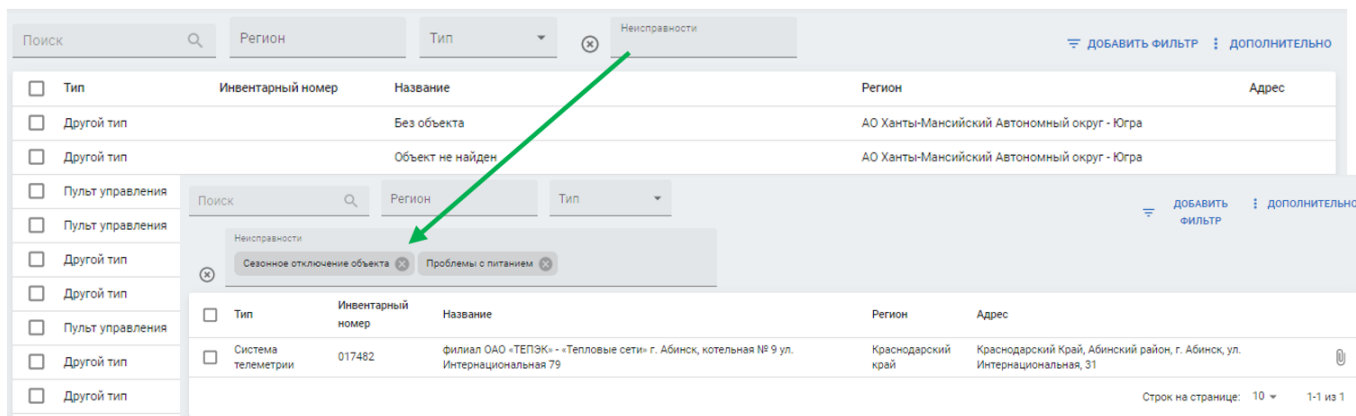 Поиск Регион Тип Неисправности ДОБАВИТЬ ФИЛЬТР ДОПОЛНИТЕЛЬНО
Тип Инвентарный номер Название Регион Адрес
Другой тип Без объекта АО Ханты-Мансийский Автономный округ - Югра
Другой тип Объект не найден АО Ханты-Мансийский Автономный округ - Югра
Пульт управления
Пульт управления
Другой тип
Другой тип
Пульт управления
Другой тип
Другой тип
Поиск Регион Тип ДОБАВИТЬ ФИЛЬТР ДОПОЛНИТЕЛЬНО
Неисправности
Сезонное отключение объекта Проблемы с питанием
Тип Инвентарный номер Название Регион Адрес
Система телеметрии 017482 филиал ОАО «ТЕПЭК» - «Тепловые сети» г. Абинск, котельная № 9 ул. Интернациональная 79 Краснодарский край Краснодарский Край, Абинский район, г. Абинск, ул. Интернациональная, 31
Строк на странице: 10 1-1 из 1